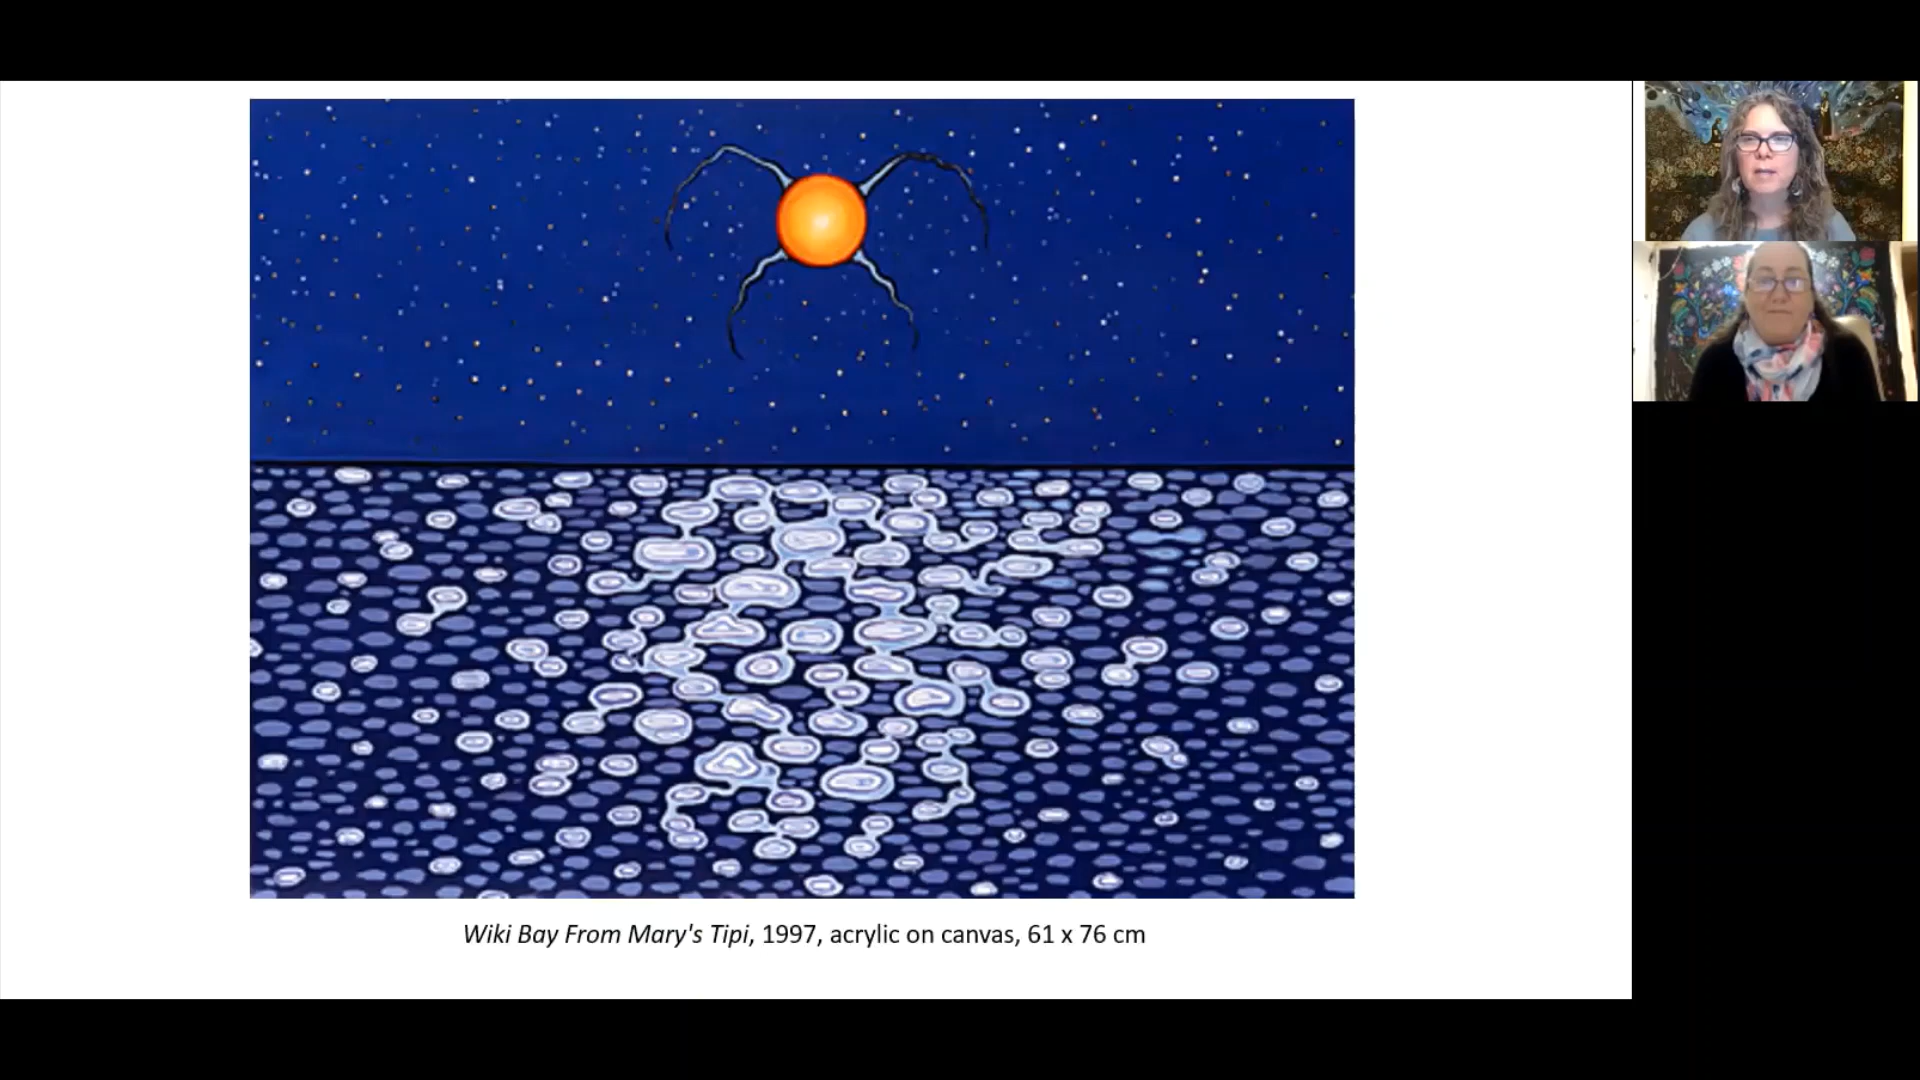 Wiki Bay From Mary's Tipi, 1997, acrylic on canvas, 61 x 76 cm